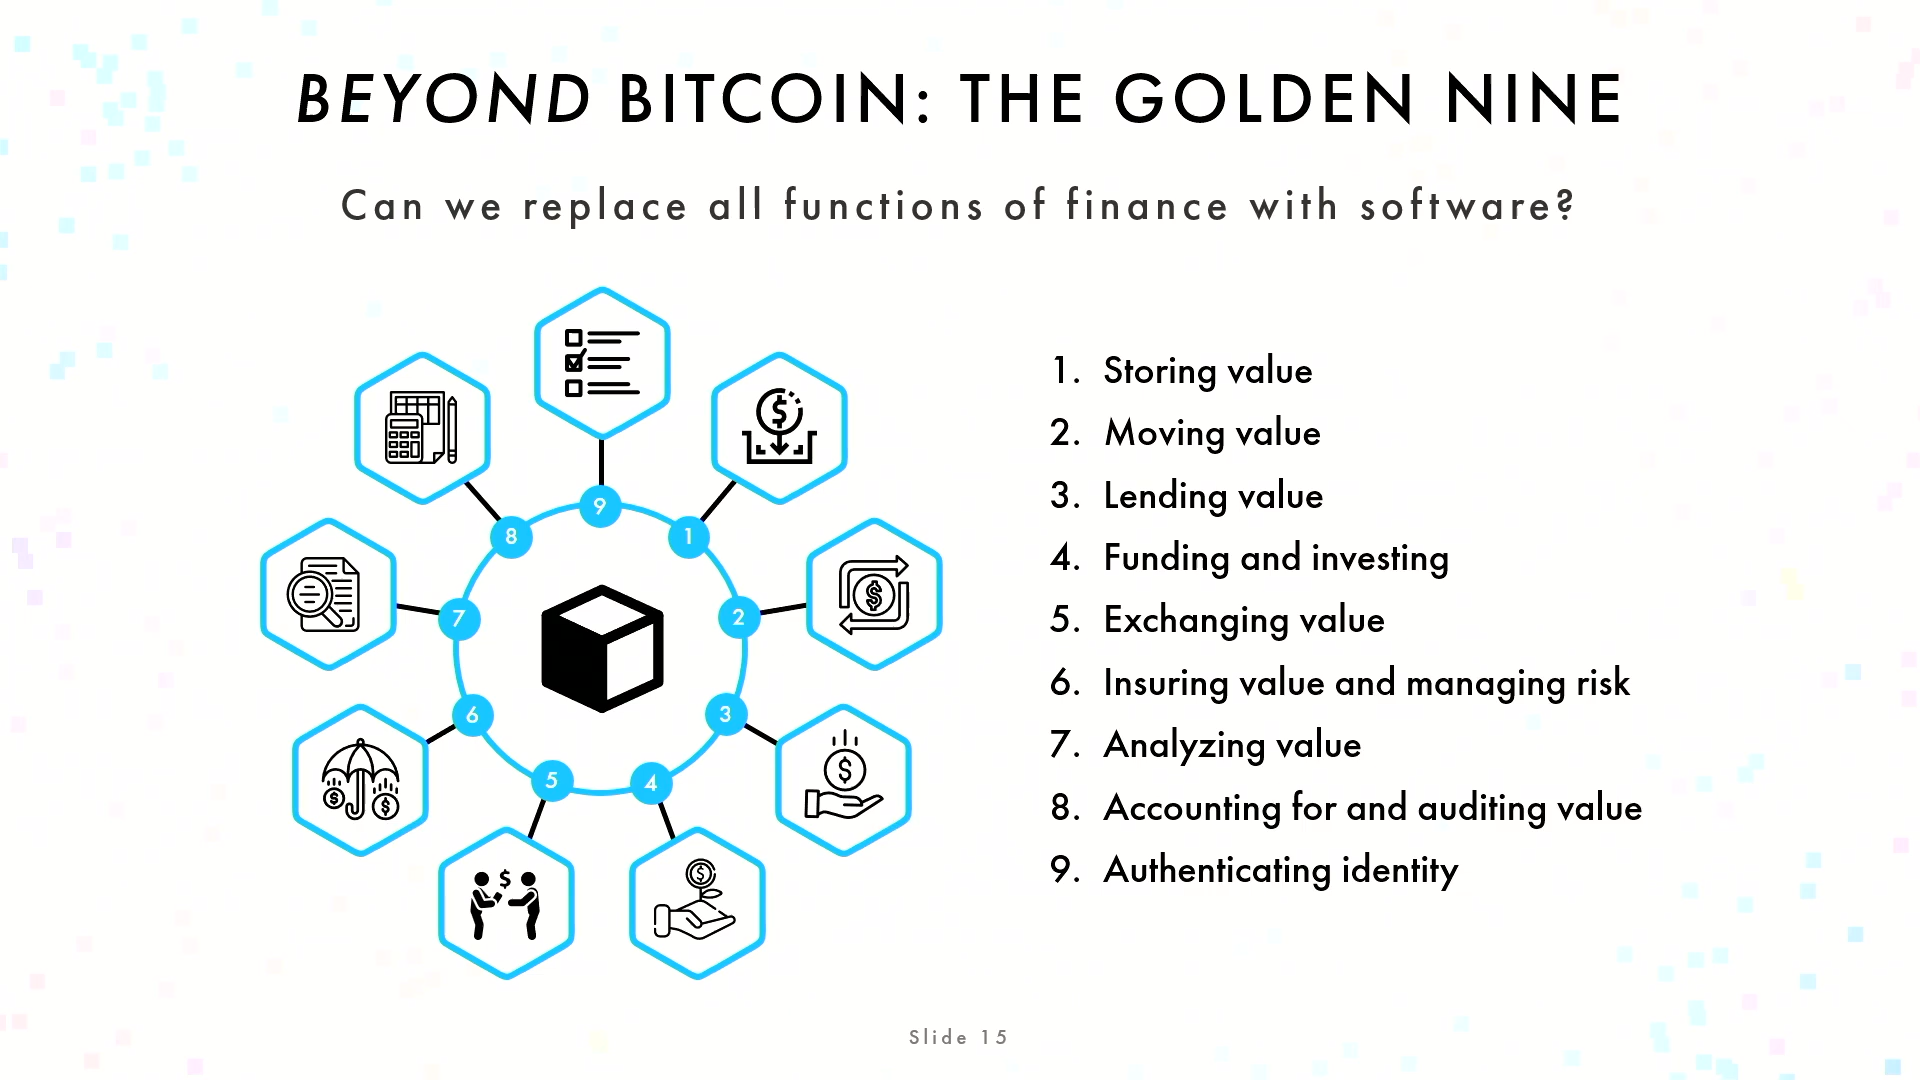 BEYOND BITCOIN: THE GOLDEN NINE
Can we replace all functions of finance with software?
9
8
1
7
2
6
3
5
4
$
$
$
$
$
$
$
1. Storing value
2. Moving value
3. Lending value
4. Funding and investing
5. Exchanging value
6. Insuring value and managing risk
7. Analyzing value
8. Accounting for and auditing value
9. Authenticating identity
Slide 15